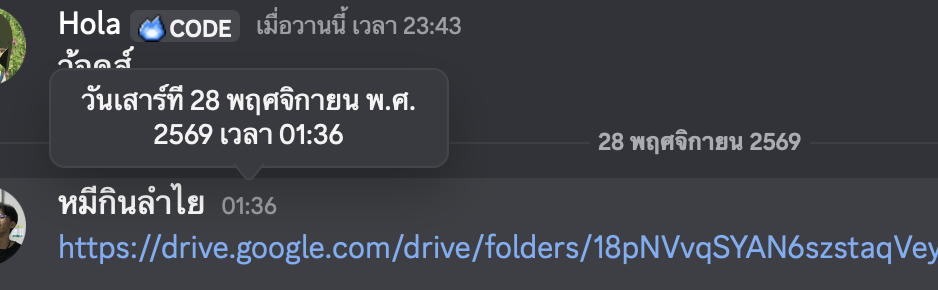 Hola CODE เมื่อวานนี้ เวลา 23:43
วันเสาร์ที่ 28 พฤศจิกายน พ.ศ.
2569 เวลา 01:36
28 พฤศจิกายน 2569
หมีกินลำไย 01:36
https://drive.google.com/drive/folders/18pNVvqSYAN6szstaqVey